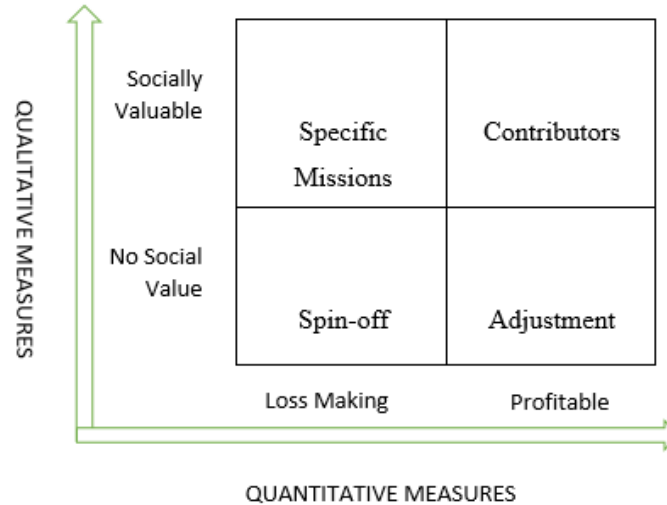 QUALITATIVE MEASURES
Socially
Valuable
Specific
Missions
Contributors
No Social
Value
Spin-off
Adjustment
Loss Making
Profitable
QUANTITATIVE MEASURES